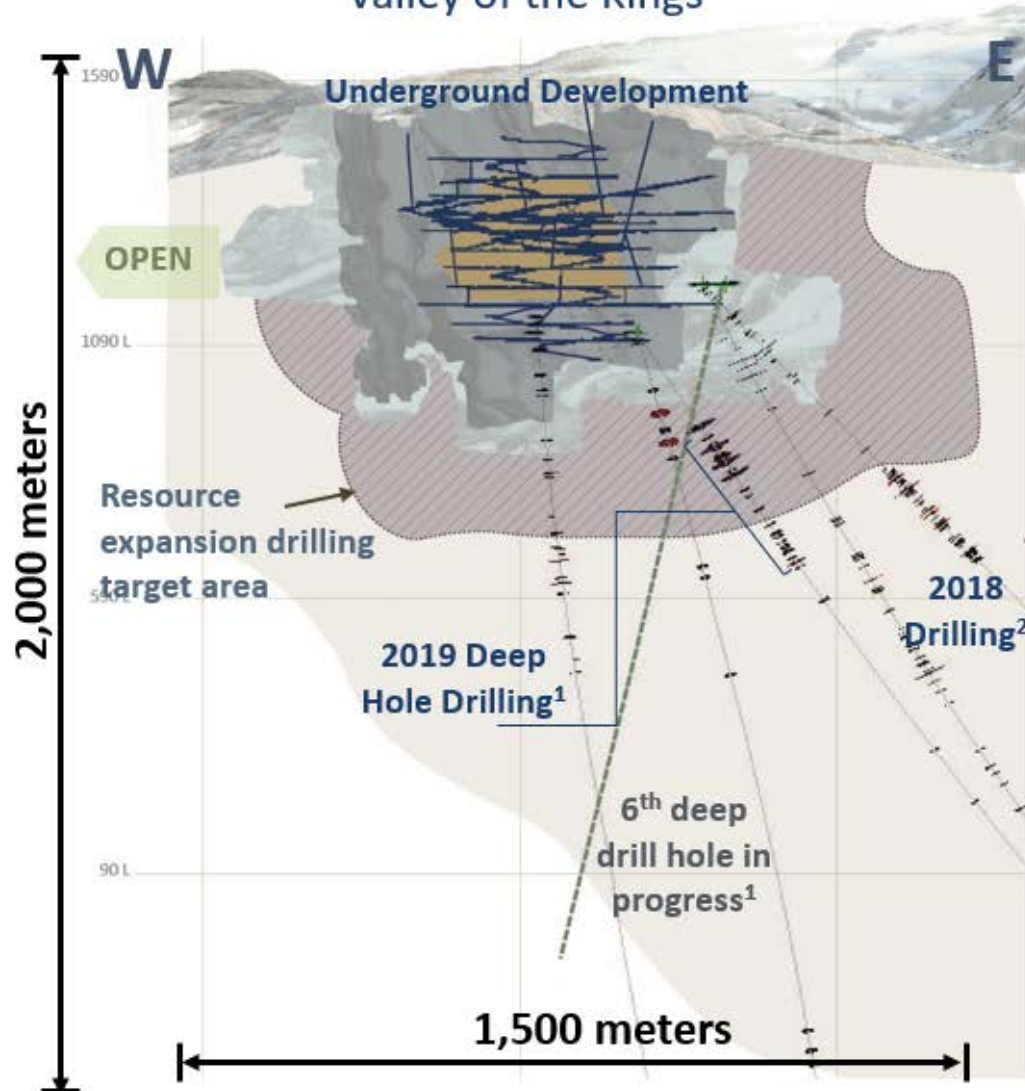 Valley of the Kings
W
E
1590
Underground Development
OPEN
1090 L
2,000 meters
Resource
expansion drilling
target area
590 L
2018
Drilling²
2019 Deep
Hole Drilling¹
6th deep
drill hole in
progress¹
90 L
1,500 meters